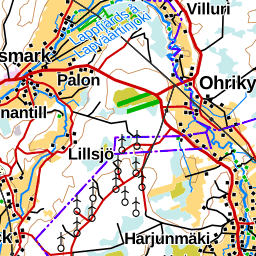 Villuri
Lappfjärds å
Lapväärtinjoki
smark
Palon
Ohriky
nantill
Lillsjö
k
Harjunmäki